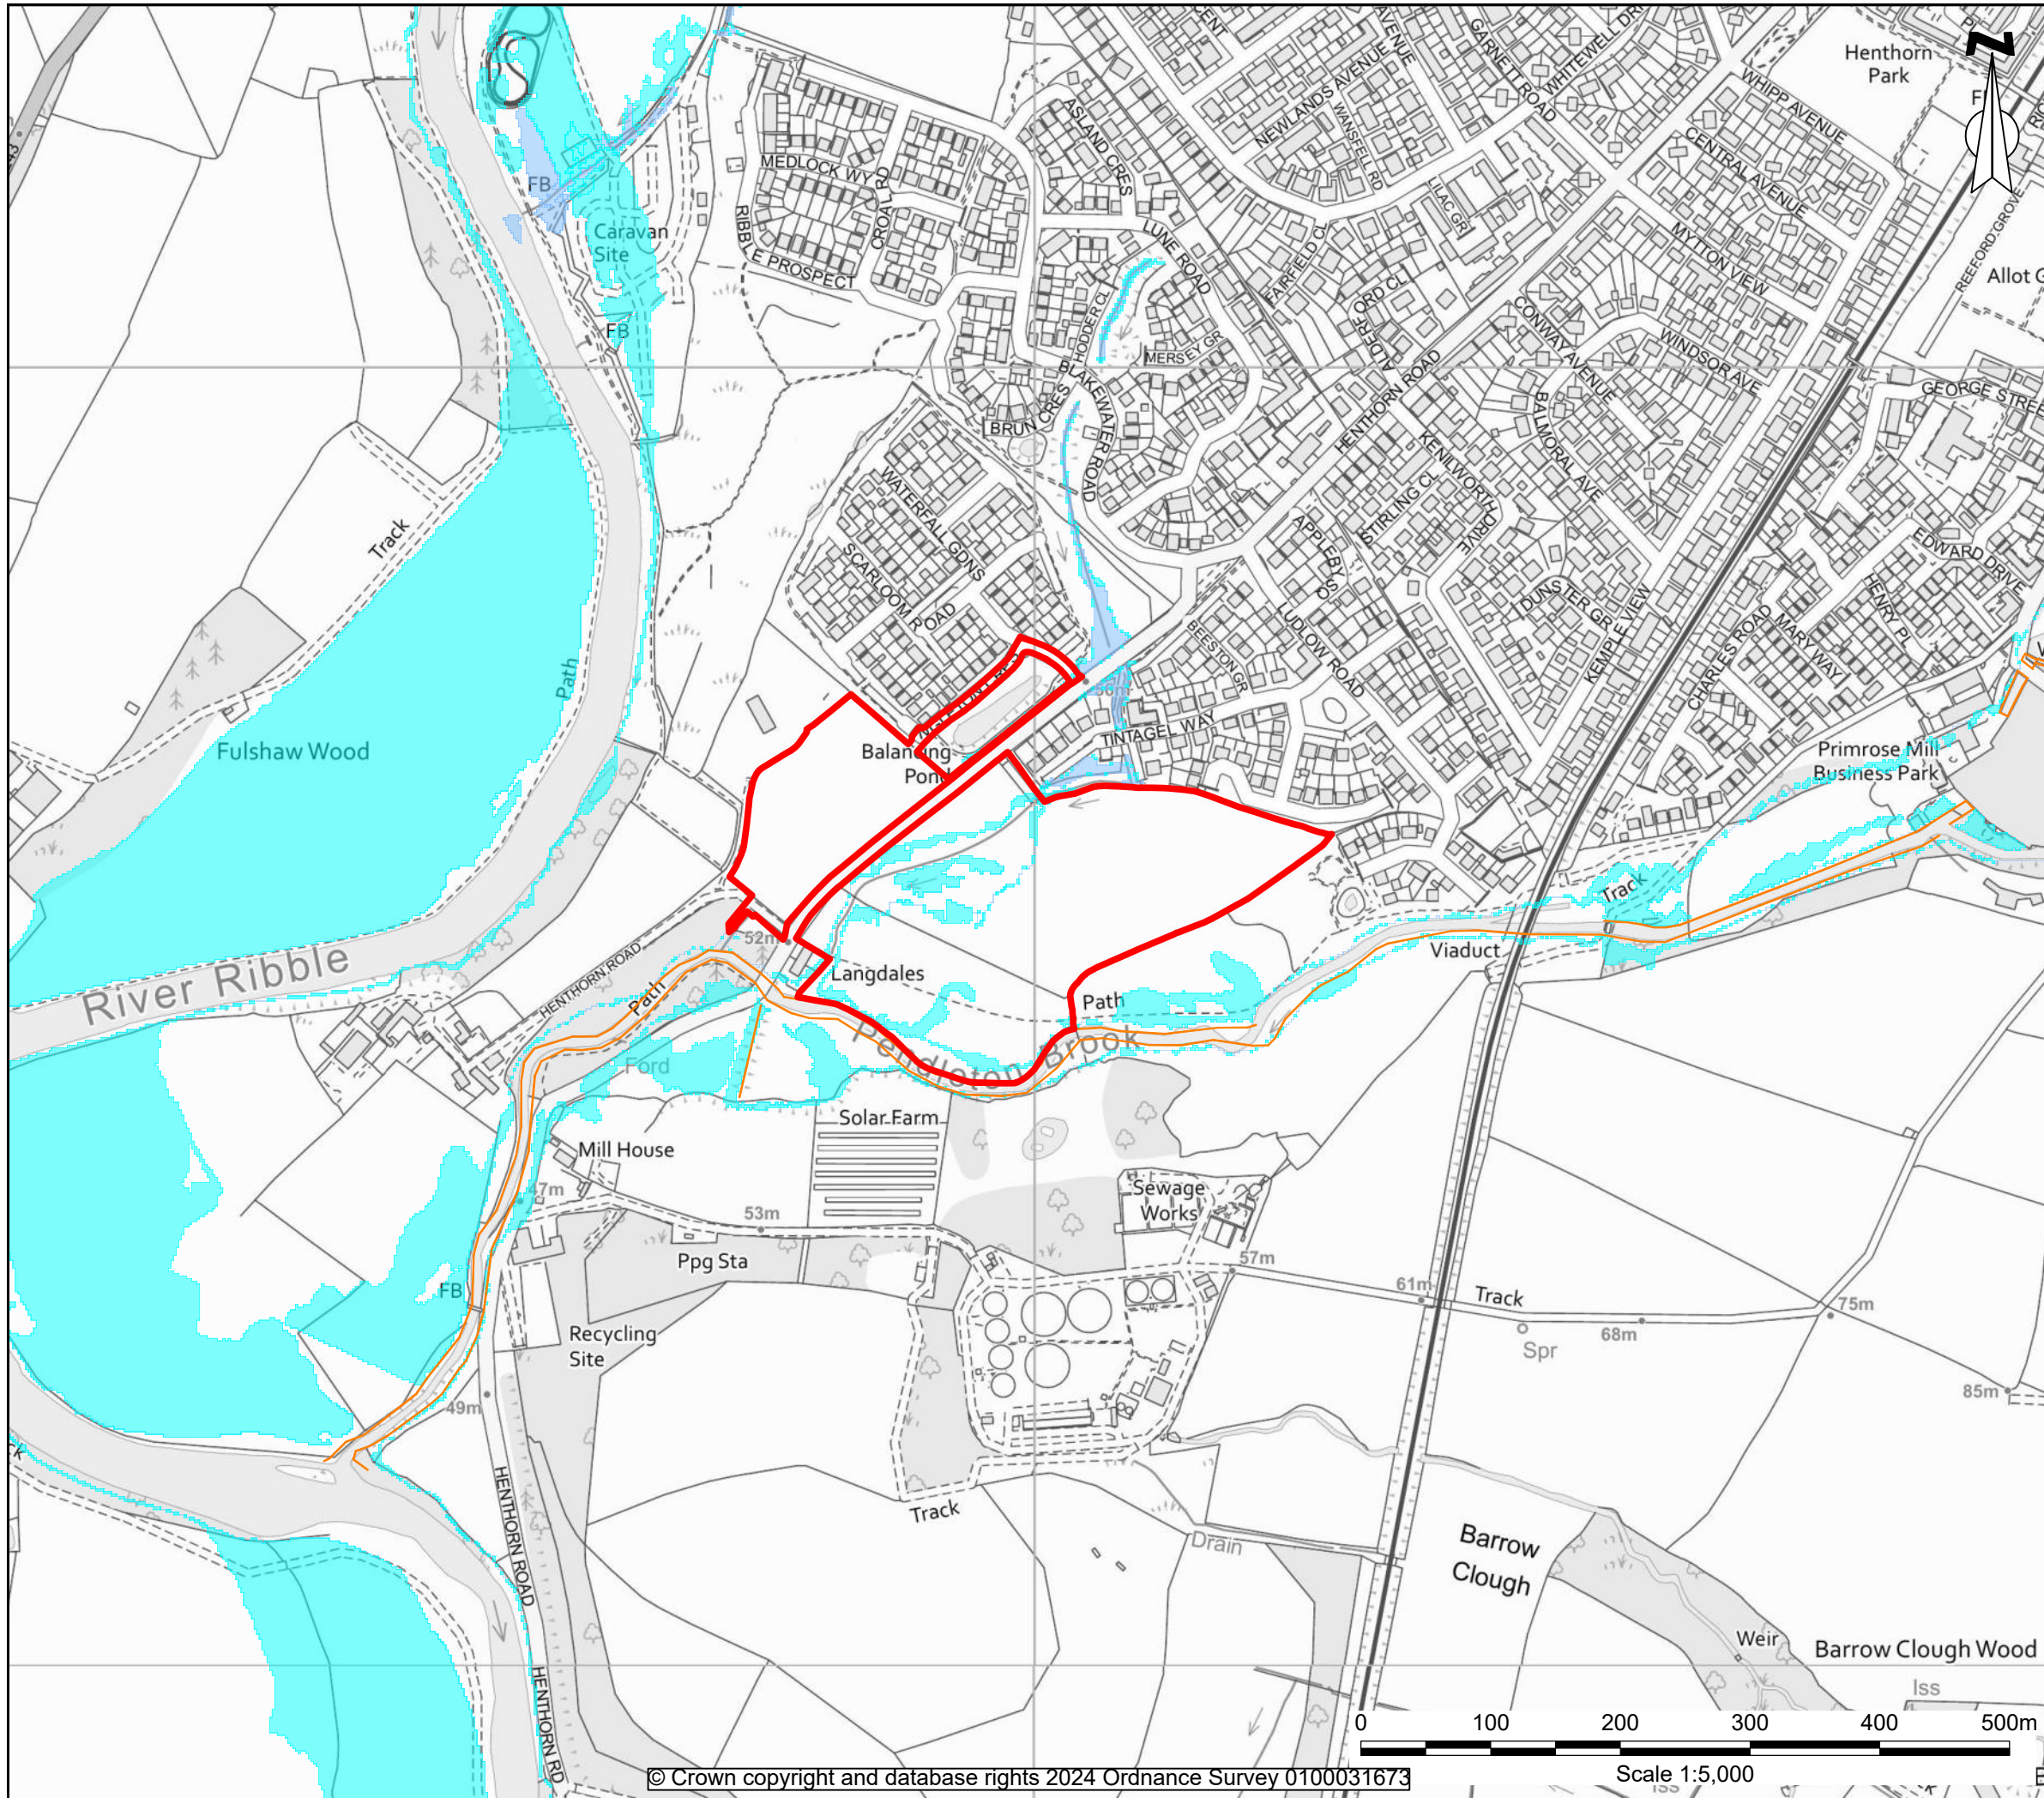 Henthorn
Park
N
WHIPP AVENUE
CENTRAL AVENUE
MYTTON VIEW
WINDSOR AVE
CONWAY AVENUE
BALMORAL AVE
NEWLANDS AVENUE
AVENUE
GARNETT ROAD
WANSFELL RD
LILAC GR
FAIRFIELD CL
HENTHORN ROAD
KENILWORTH DRIVE
STIRLING CL
APPLEBY SQ
LUDLOW ROAD
BEESTON GR
DUNSTER GR
KEMPLE VIEW
CHARLES ROAD
MARY WAY
HENRY PL
EDWARD DRIVE
REEFORD GROVE
ASLAND CRES
MEDLOCK WY
CROAL RD
RIBBLE PROSPECT
LUNE ROAD
HODDER CL
MERSEY GR
BLAKEWATER ROAD
BRUN CRES
WATERFALL GDNS
SCARLOOM ROAD
TINTAGEL WAY
56m
Caravan
Site
FB
FB
Track
Path
Fulshaw Wood
Balancing
Pond
Primrose Mill
Business Park
Track
Viaduct
52m
Langdales
Path
HENTHORN ROAD
Path
River Ribble
Pendleton Brook
Ford
Solar Farm
Mill House
47m
53m
Ppg Sta
Sewage
Works
57m
61m
Track
68m
75m
Spr
85m
FB
Recycling
Site
49m
HENTHORN ROAD
HENTHORN RD
Track
Drain
Barrow
Clough
Weir
Barrow Clough Wood
Iss
0 100 200 300 400 500m
Scale 1:5,000
© Crown copyright and database rights 2024 Ordnance Survey 0100031673